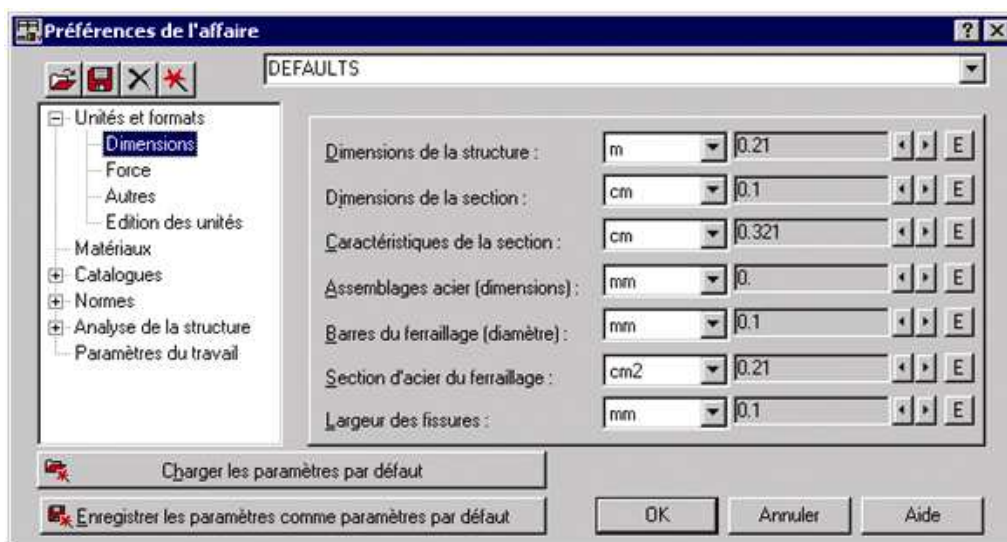 Préférences de l'affaire
DEFAULTS
Unités et formats
Dimensions
Force
Autres
Edition des unités
Matériaux
Catalogues
Normes
Analyse de la structure
Paramètres du travail
Dimensions de la structure : m 0.21 E
Dimensions de la section : cm 0.1 E
Caractéristiques de la section : cm 0.321 E
Assemblages acier (dimensions) : mm 0. E
Barres du ferraillage (diamètre) : mm 0.1 E
Section d'acier du ferraillage : cm2 0.21 E
Largeur des fissures : mm 0.1 E
Charger les paramètres par défaut
Enregistrer les paramètres comme paramètres par défaut
OK Annuler Aide